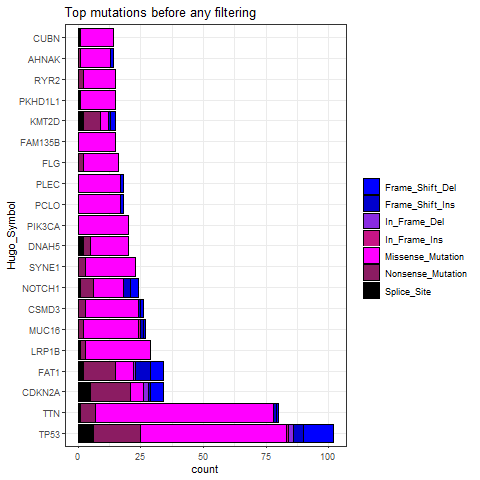 Top mutations before any filtering
CUBN
AHNAK
RYR2
PKHD1L1
KMT2D
FAM135B
FLG
PLEC
PCLO
PIK3CA
DNAH5
SYNE1
NOTCH1
CSMD3
MUC16
LRP1B
FAT1
CDKN2A
TTN
TP53
Hugo_Symbol
0 25 50 75 100
count
Frame_Shift_Del
Frame_Shift_Ins
In_Frame_Del
In_Frame_Ins
Missense_Mutation
Nonsense_Mutation
Splice_Site